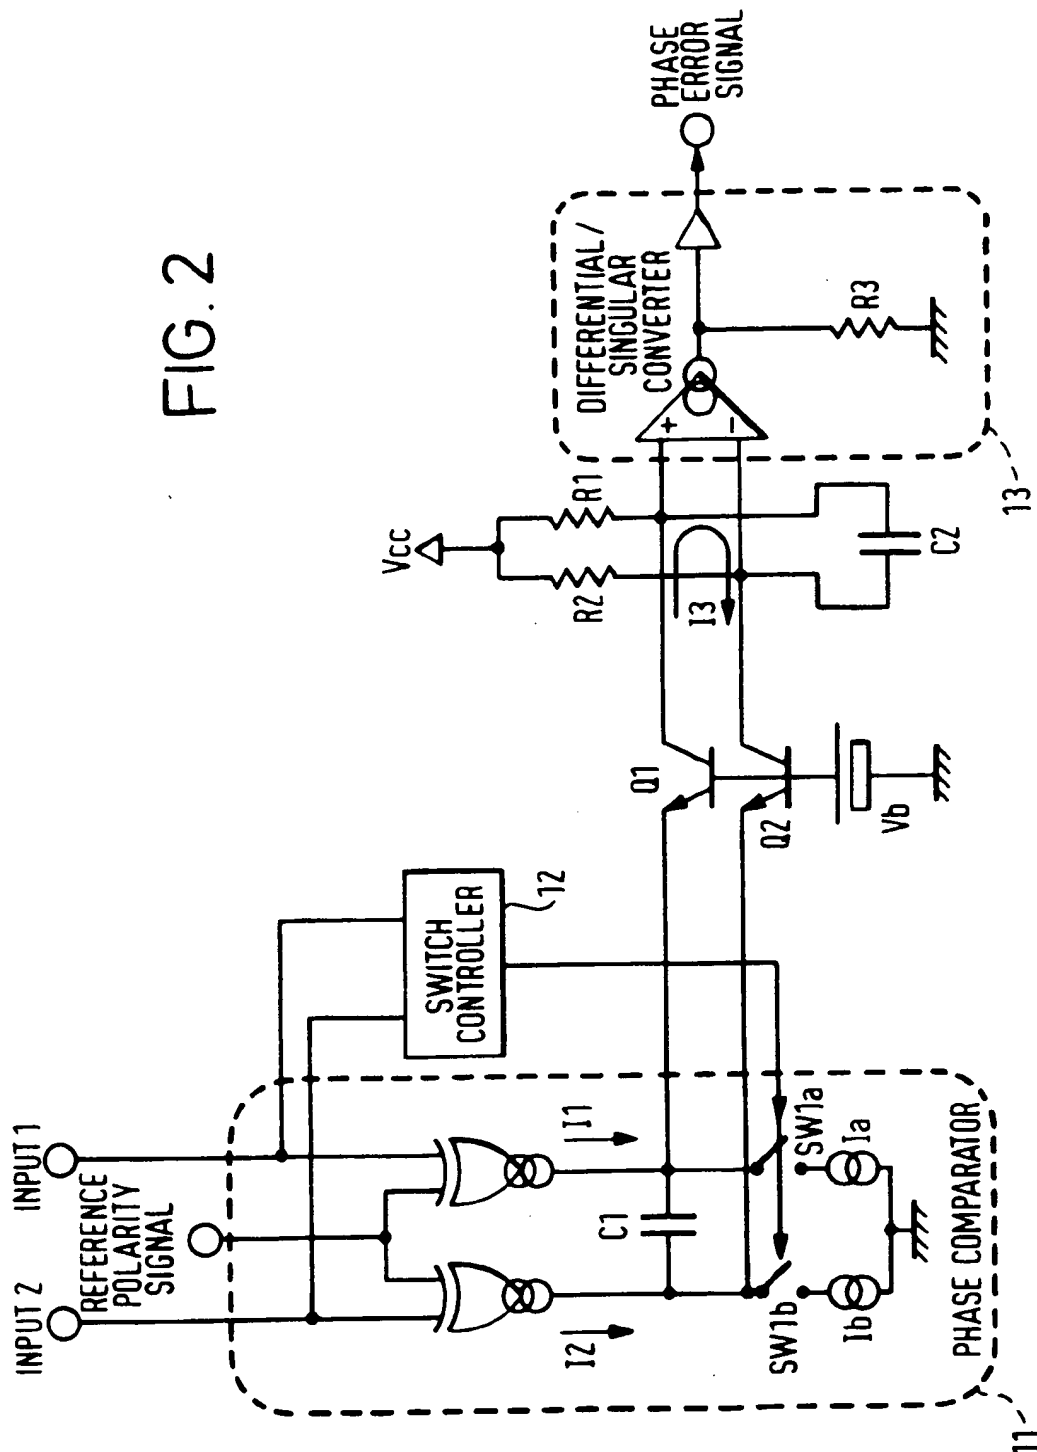 FIG. 2
INPUT 1
REFERENCE
POLARITY
SIGNAL
INPUT 2
SWITCH
CONTROLLER
12
I1
I2
C1
SW1a
SW1b
Ia
Ib
PHASE COMPARATOR
11
Q1
Q2
Vb
Vcc
R1
R2
I3
C2
DIFFERENTIAL/
SINGULAR
CONVERTER
+
−
R3
13
PHASE
ERROR
SIGNAL